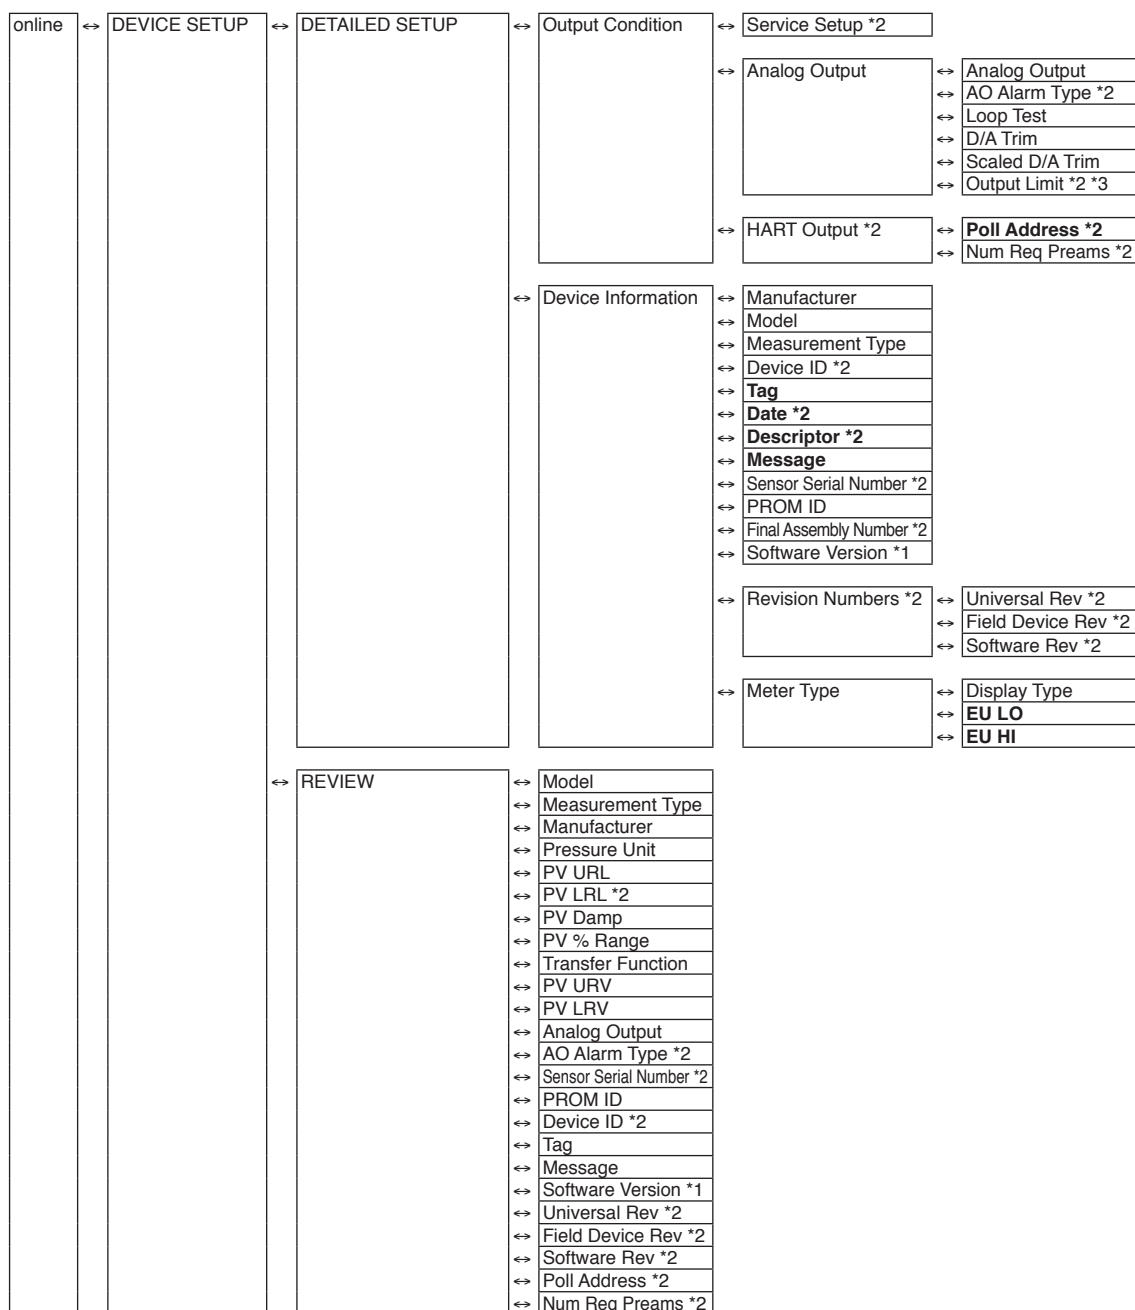 online ↔ DEVICE SETUP ↔ DETAILED SETUP ↔ Output Condition ↔ Service Setup *2
↔ Analog Output ↔ Analog Output
↔ AO Alarm Type *2
↔ Loop Test
↔ D/A Trim
↔ Scaled D/A Trim
↔ Output Limit *2 *3
↔ HART Output *2 ↔ Poll Address *2
↔ Num Req Preams *2
↔ Device Information ↔ Manufacturer
↔ Model
↔ Measurement Type
↔ Device ID *2
↔ Tag
↔ Date *2
↔ Descriptor *2
↔ Message
↔ Sensor Serial Number *2
↔ PROM ID
↔ Final Assembly Number *2
↔ Software Version *1
↔ Revision Numbers *2 ↔ Universal Rev *2
↔ Field Device Rev *2
↔ Software Rev *2
↔ Meter Type ↔ Display Type
↔ EU LO
↔ EU HI
↔ REVIEW ↔ Model
↔ Measurement Type
↔ Manufacturer
↔ Pressure Unit
↔ PV URL
↔ PV LRL *2
↔ PV Damp
↔ PV % Range
↔ Transfer Function
↔ PV URV
↔ PV LRV
↔ Analog Output
↔ AO Alarm Type *2
↔ Sensor Serial Number *2
↔ PROM ID
↔ Device ID *2
↔ Tag
↔ Message
↔ Software Version *1
↔ Universal Rev *2
↔ Field Device Rev *2
↔ Software Rev *2
↔ Poll Address *2
↔ Num Req Preams *2